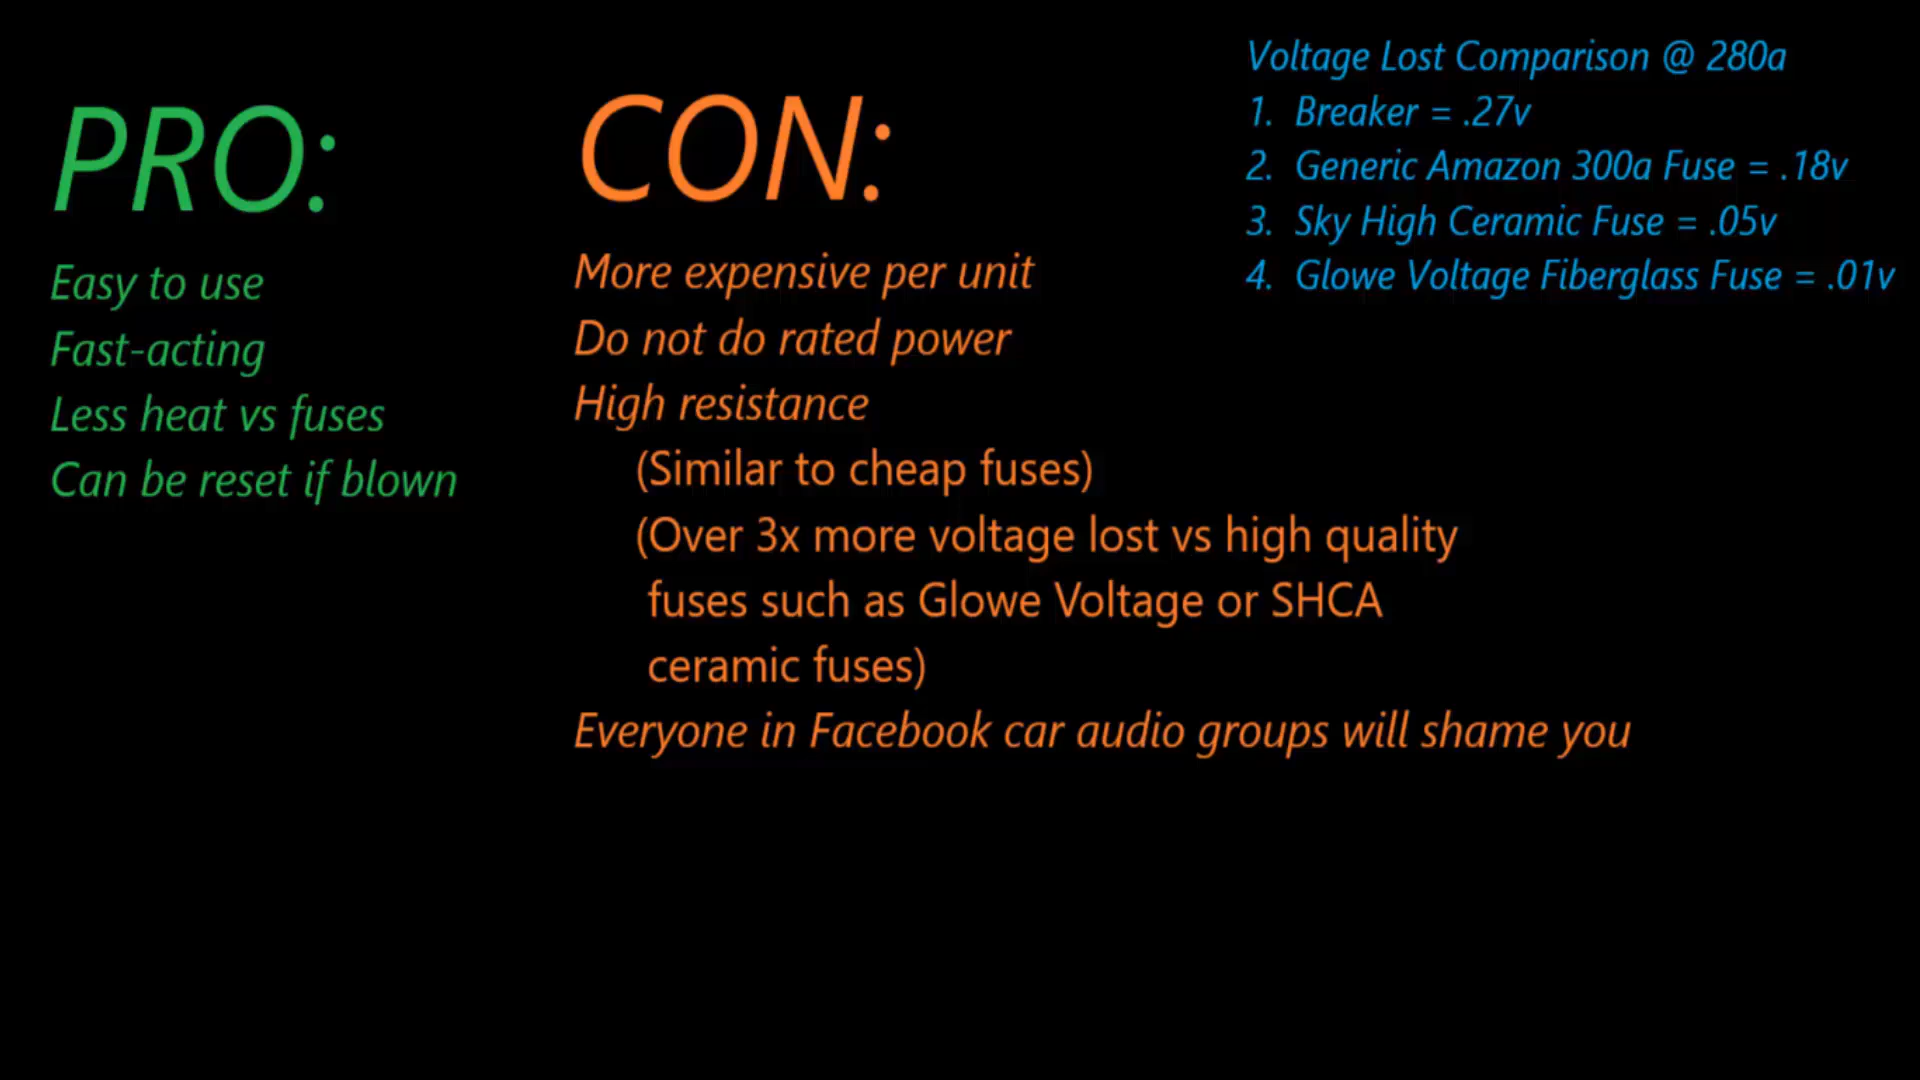 PRO:
Easy to use
Fast-acting
Less heat vs fuses
Can be reset if blown
CON:
More expensive per unit
Do not do rated power
High resistance
(Similar to cheap fuses)
(Over 3x more voltage lost vs high quality
fuses such as Glowe Voltage or SHCA
ceramic fuses)
Everyone in Facebook car audio groups will shame you
Voltage Lost Comparison @ 280a
1. Breaker = .27v
2. Generic Amazon 300a Fuse = .18v
3. Sky High Ceramic Fuse = .05v
4. Glowe Voltage Fiberglass Fuse = .01v